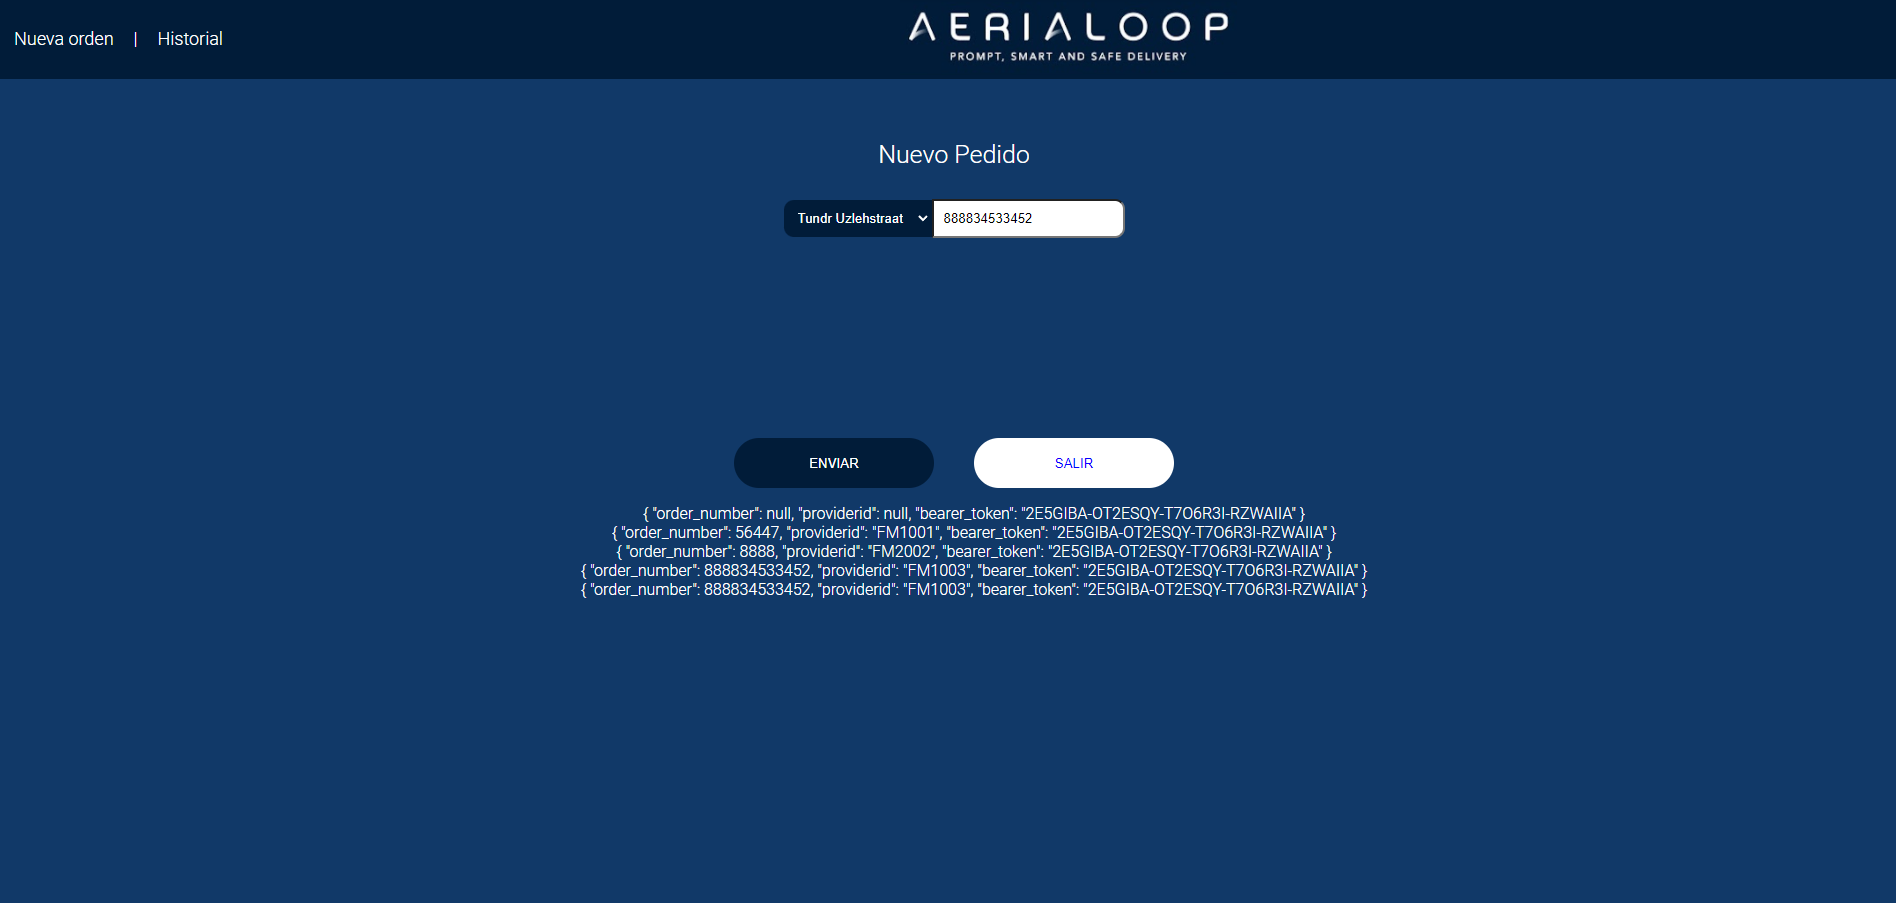 Nueva orden | Historial
AERIALOOP
PROMPT, SMART AND SAFE DELIVERY
Nuevo Pedido
Tundr Uzlehstraat 888834533452
ENVIAR SALIR
{ "order_number": null, "providerid": null, "bearer_token": "2E5GIBA-OT2ESQY-T7O6R3I-RZWAIIA" }
{ "order_number": 56447, "providerid": "FM1001", "bearer_token": "2E5GIBA-OT2ESQY-T7O6R3I-RZWAIIA" }
{ "order_number": 8888, "providerid": "FM2002", "bearer_token": "2E5GIBA-OT2ESQY-T7O6R3I-RZWAIIA" }
{ "order_number": 888834533452, "providerid": "FM1003", "bearer_token": "2E5GIBA-OT2ESQY-T7O6R3I-RZWAIIA" }
{ "order_number": 888834533452, "providerid": "FM1003", "bearer_token": "2E5GIBA-OT2ESQY-T7O6R3I-RZWAIIA" }